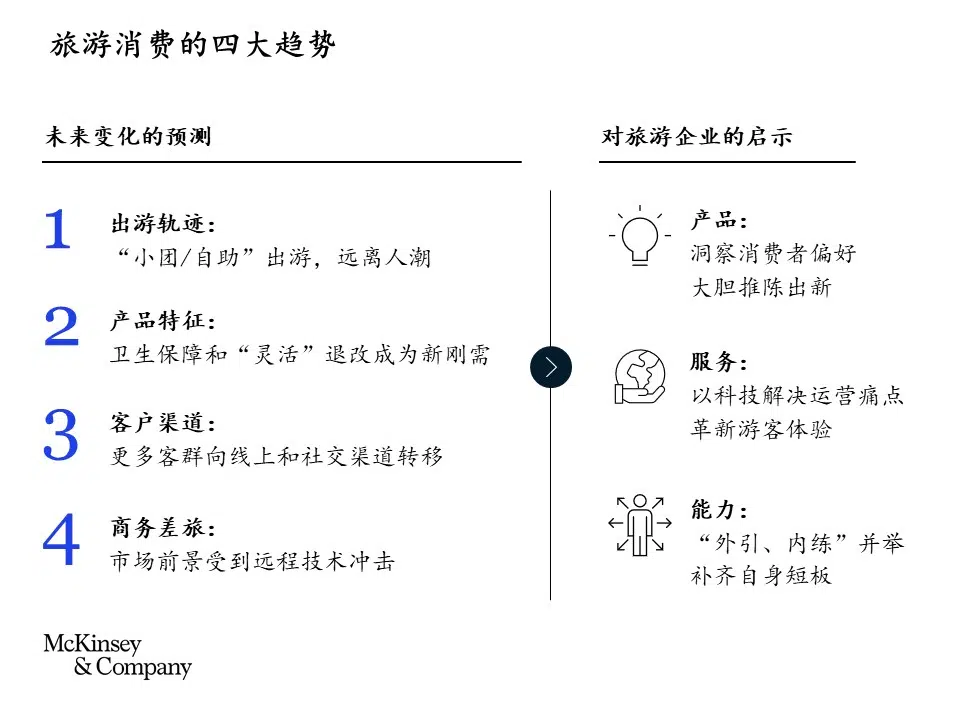 旅游消费的四大趋势
未来变化的预测
1
出游轨迹：
“小团/自助”出游，远离人潮
2
产品特征：
卫生保障和“灵活”退改成为新刚需
3
客户渠道：
更多客群向线上和社交渠道转移
4
商务差旅：
市场前景受到远程技术冲击
对旅游企业的启示
产品：
洞察消费者偏好
大胆推陈出新
服务：
以科技解决运营痛点
革新游客体验
能力：
“外引、内练”并举
补齐自身短板
McKinsey
& Company